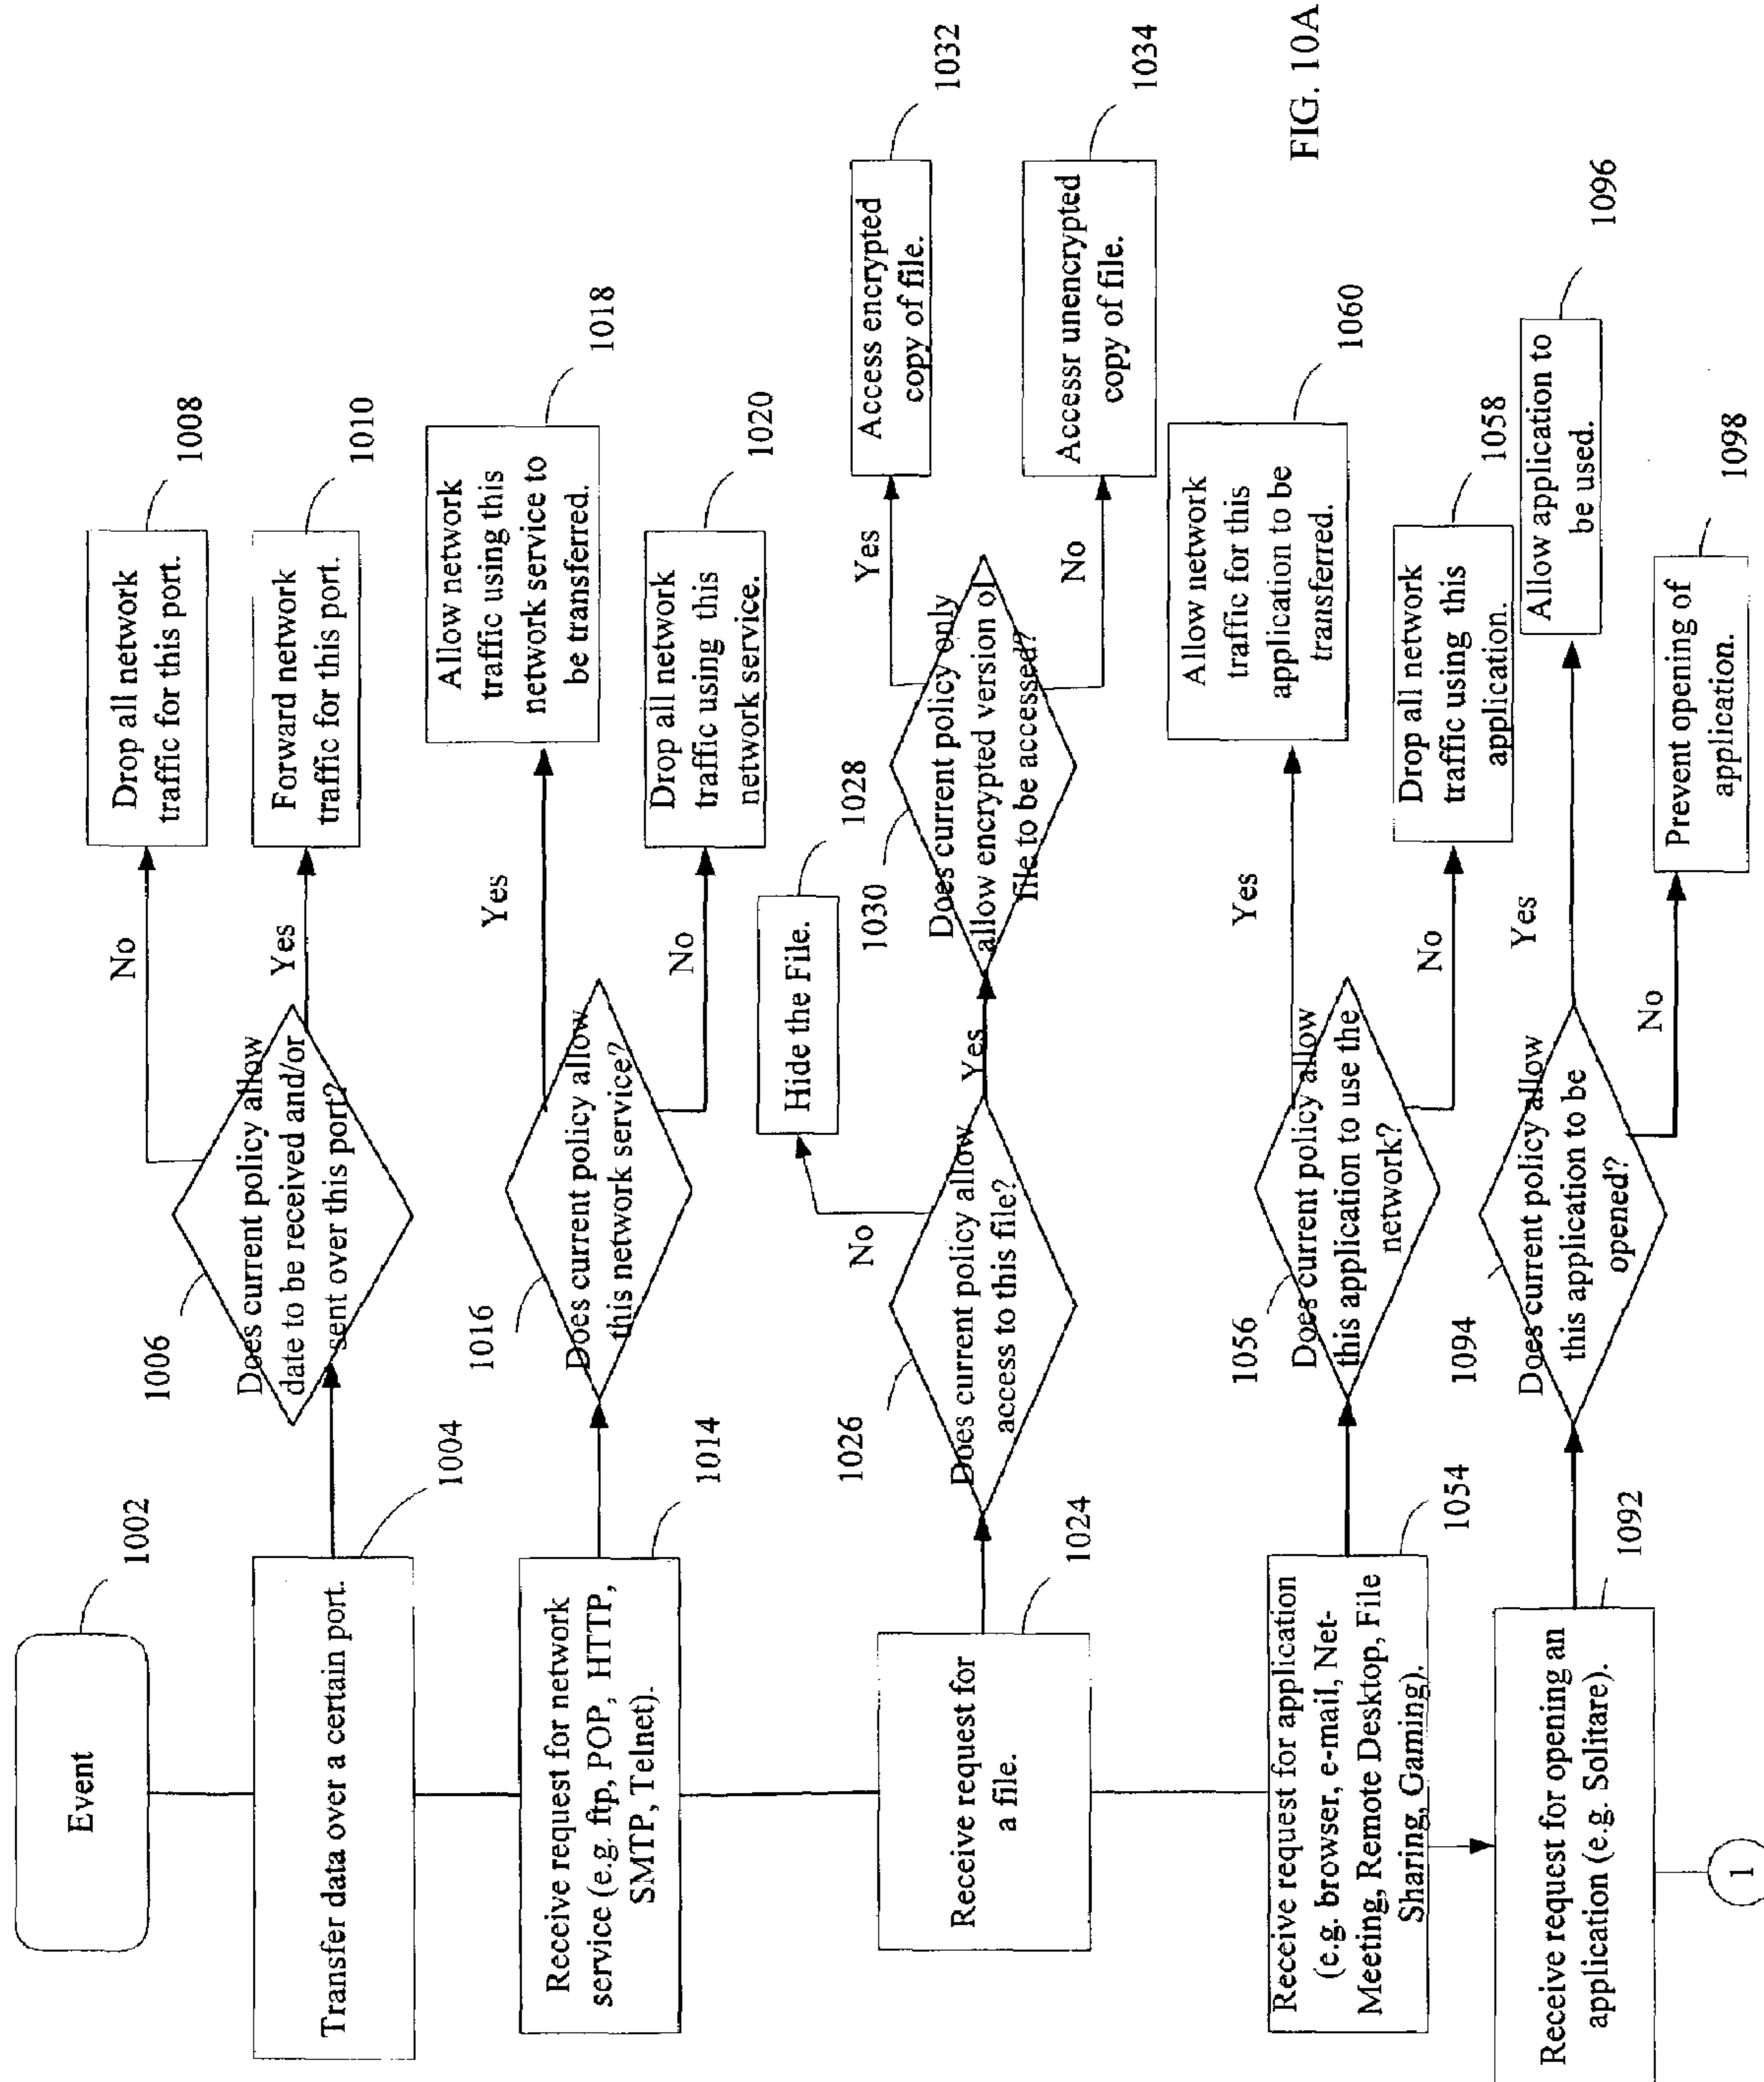 Event
1002
Transfer data over a certain port.
1004
Does current policy allow
date to be received and/or
sent over this port?
1006
No
Drop all network
traffic for this port.
1008
Yes
Forward network
traffic for this port.
1010
Receive request for network
service (e.g. ftp, POP, HTTP,
SMTP, Telnet).
1014
Does current policy allow
this network service?
1016
Yes
Allow network
traffic using this
network service to
be transferred.
1018
No
Drop all network
traffic using this
network service.
1020
Receive request for
a file.
1024
Does current policy allow
access to this file?
1026
No
Hide the File.
1028
Yes
Does current policy only
allow encrypted version of
file to be accessed?
1030
Yes
Access encrypted
copy of file.
1032
No
Accessr unencrypted
copy of file.
1034
Receive request for application
(e.g. browser, e-mail, Net-
Meeting, Remote Desktop, File
Sharing, Gaming).
1054
Does current policy allow
this application to use the
network?
1056
Yes
Allow network
traffic for this
application to be
transferred.
1060
No
Drop all network
traffic using this
application.
1058
Receive request for opening an
application (e.g. Solitare).
1092
Does current policy allow
this application to be
opened?
1094
Yes
Allow application to
be used.
1096
No
Prevent opening of
application.
1098
1
FIG. 10A